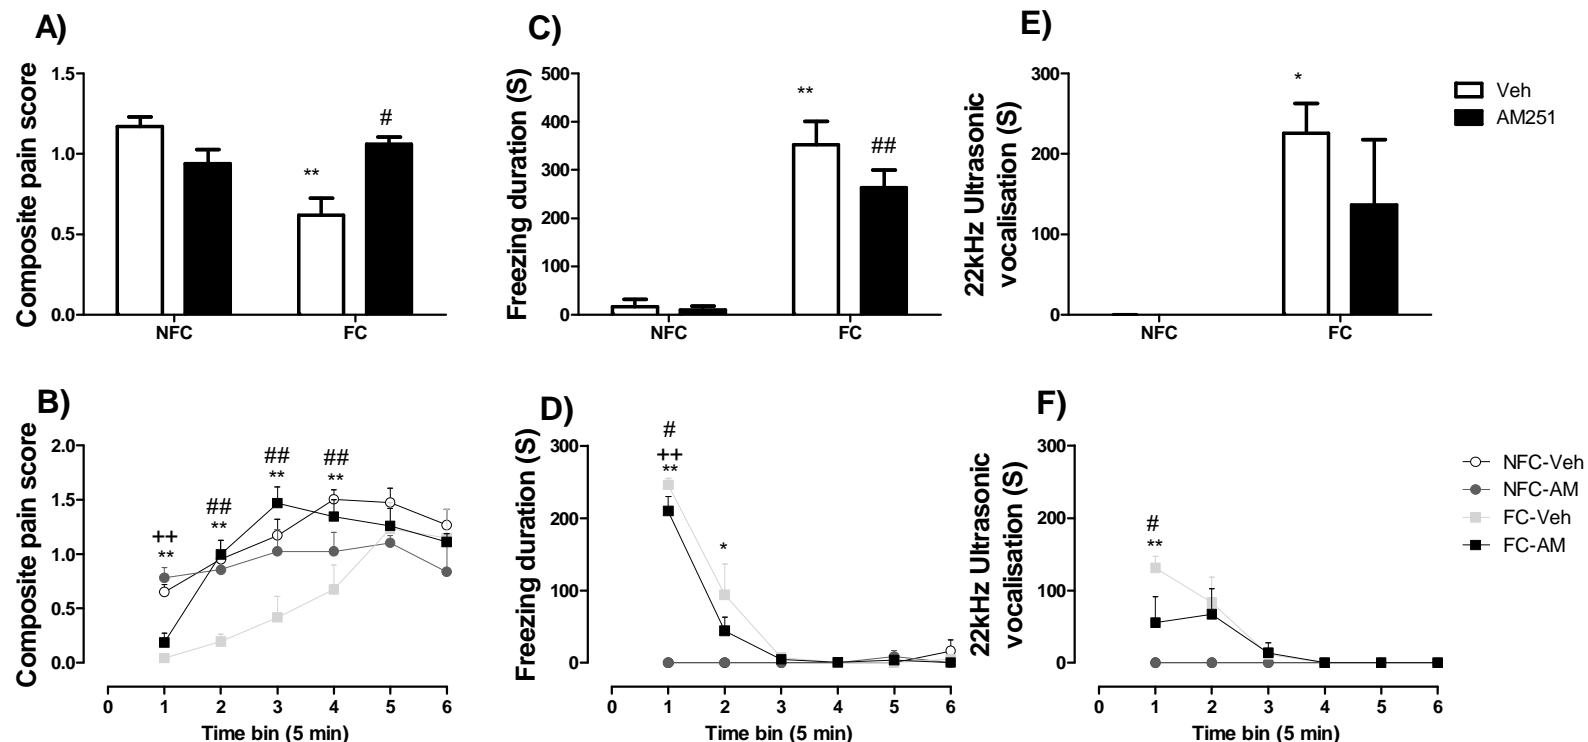 A)
Composite pain score
1.5
1.0
0.5
0.0
**
#
NFC
FC
C)
Freezing duration (S)
500
400
300
200
100
0
**
##
NFC
FC
E)
22kHz Ultrasonic
vocalisation (S)
300
200
100
0
*
NFC
FC
Veh
AM251
B)
Composite pain score
2.0
1.5
1.0
0.5
0.0
++
**
##
**
##
**
##
**
0 1 2 3 4 5 6
Time bin (5 min)
D)
Freezing duration (S)
300
200
100
0
#
++
**
*
0 1 2 3 4 5 6
Time bin (5 min)
F)
22kHz Ultrasonic
vocalisation (S)
300
200
100
0
#
**
0 1 2 3 4 5 6
Time bin (5 min)
NFC-Veh
NFC-AM
FC-Veh
FC-AM